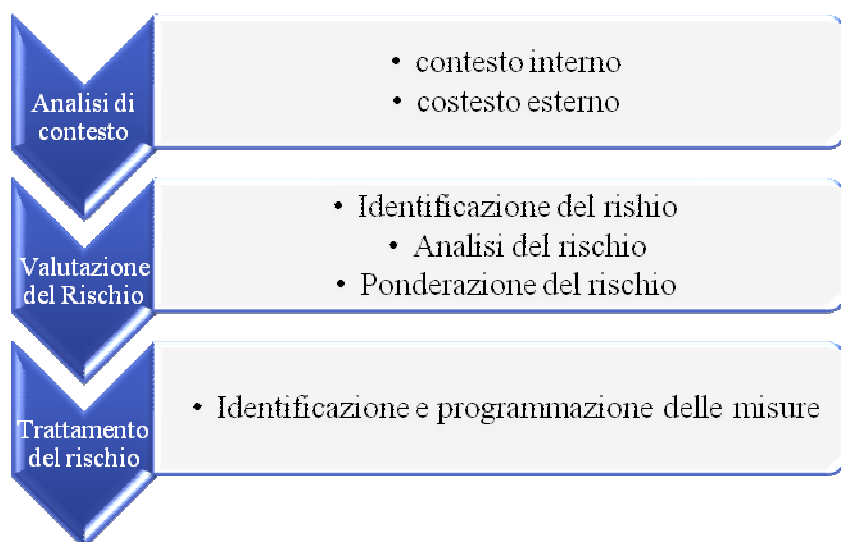 Analisi di
contesto
• contesto interno
• costesto esterno
Valutazione
del Rischio
• Identificazione del rishio
• Analisi del rischio
• Ponderazione del rischio
Trattamento
del rischio
• Identificazione e programmazione delle misure